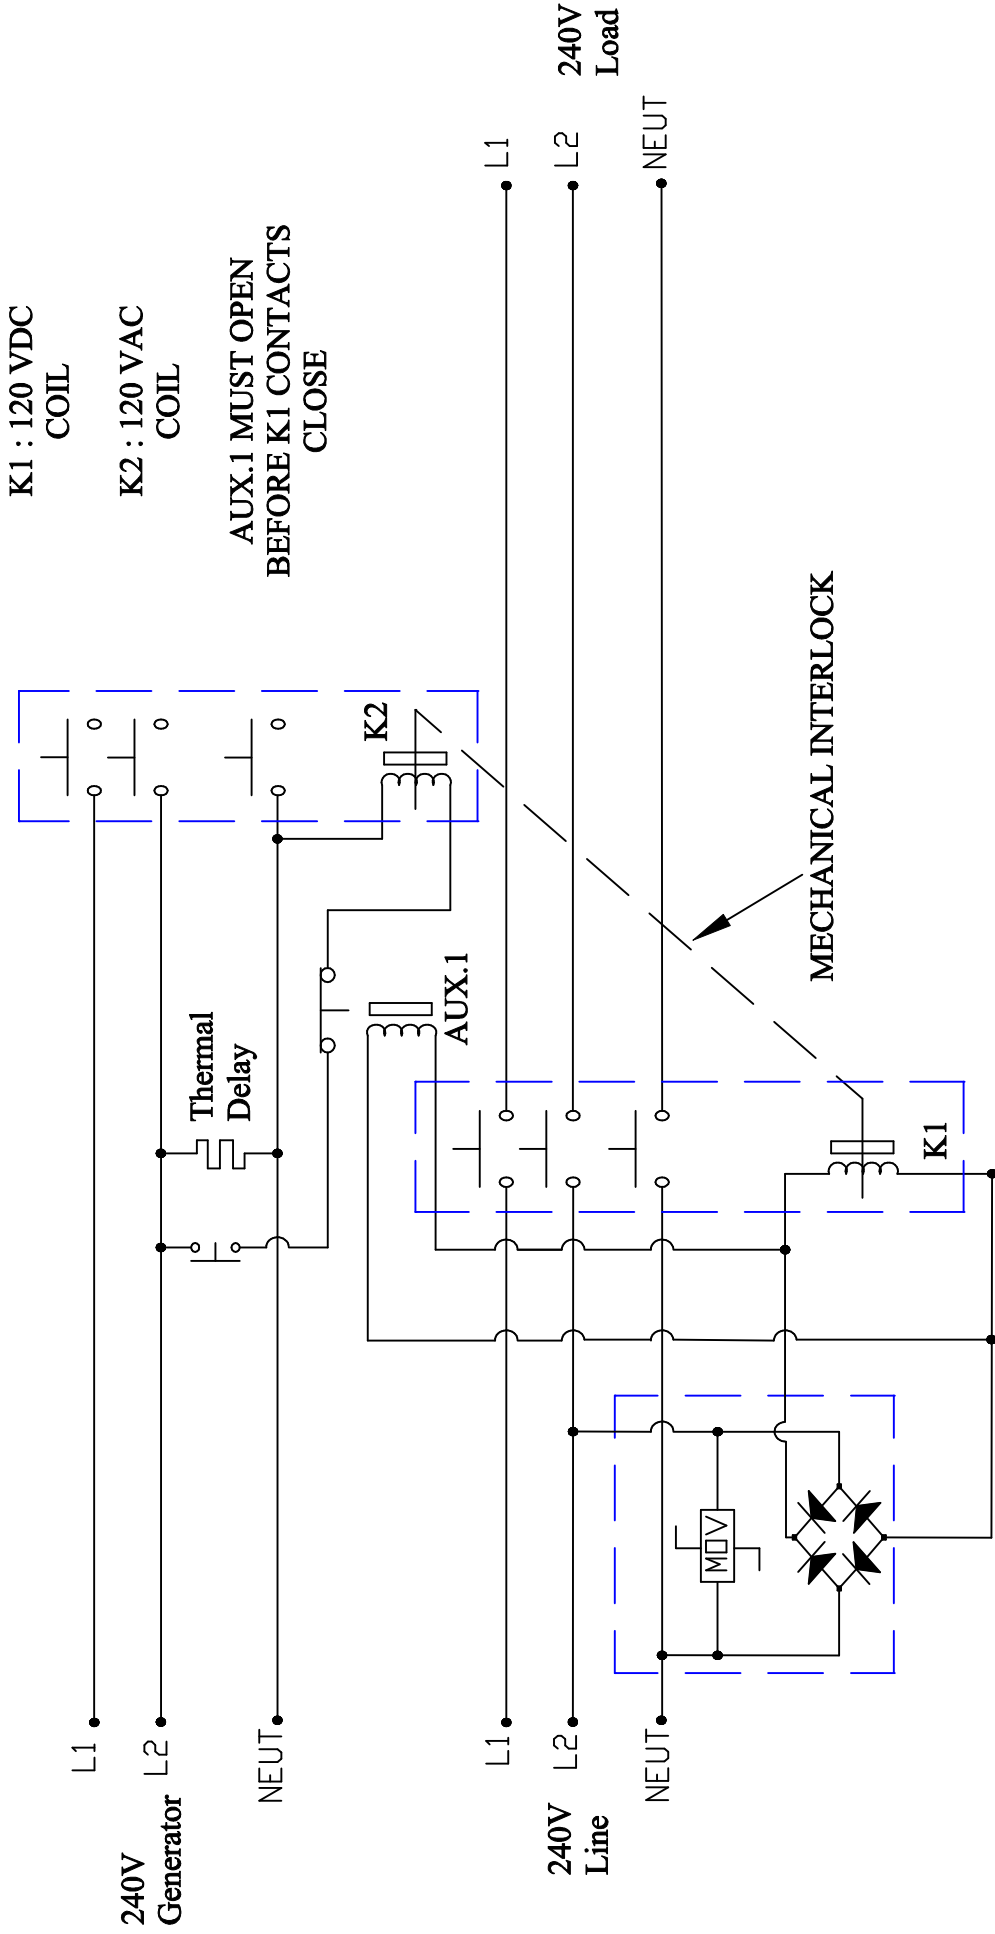 K1 : 120 VDC
COIL
K2 : 120 VAC
COIL
AUX.1 MUST OPEN
BEFORE K1 CONTACTS
CLOSE
L1
L2
NEUT
240V
Generator
Thermal
Delay
K2
AUX.1
L1
L2
NEUT
240V
Line
MOV
K1
MECHANICAL INTERLOCK
L1
L2
NEUT
240V
Load